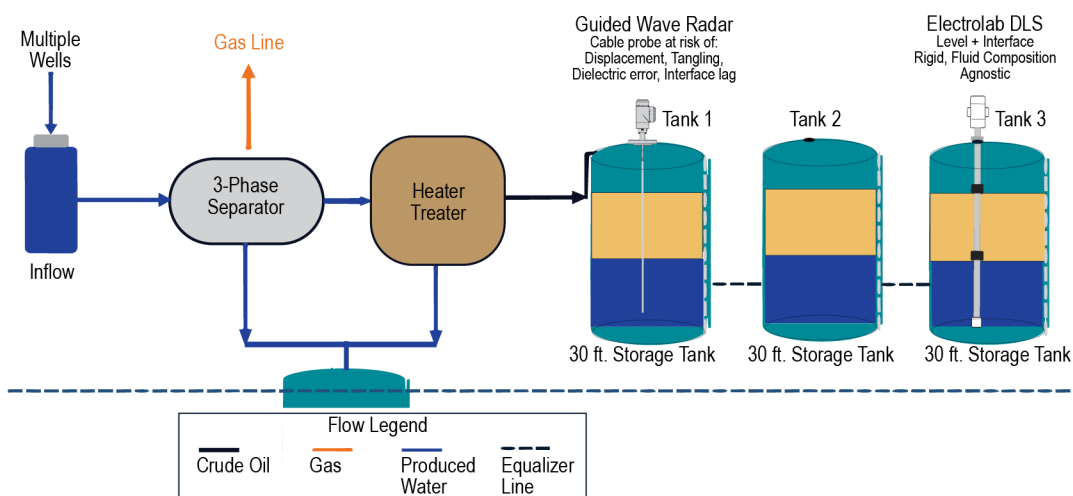 Multiple
Wells
Gas Line
Guided Wave Radar
Cable probe at risk of:
Displacement, Tangling,
Dielectric error, Interface lag
Electrolab DLS
Level + Interface
Rigid, Fluid Composition
Agnostic
Tank 1
Tank 2
Tank 3
3-Phase
Separator
Heater
Treater
Inflow
30 ft. Storage Tank
30 ft. Storage Tank
30 ft. Storage Tank
Flow Legend
Crude Oil
Gas
Produced
Water
Equalizer
Line